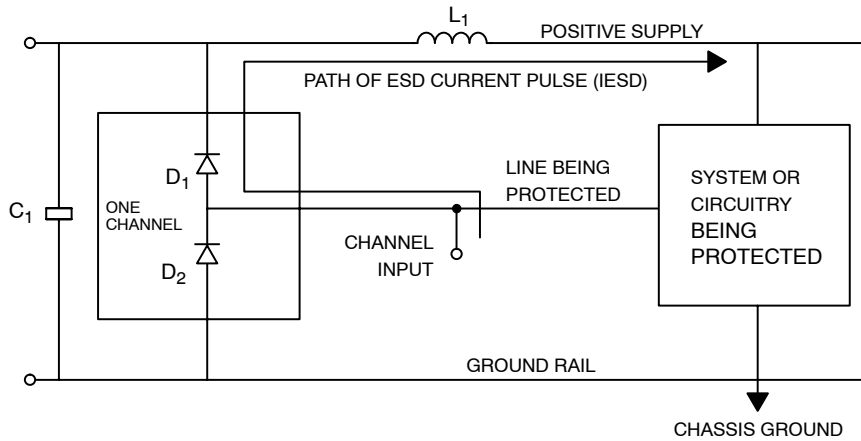 L1
POSITIVE SUPPLY
PATH OF ESD CURRENT PULSE (IESD)
D1
ONE
CHANNEL
D2
C1
LINE BEING
PROTECTED
CHANNEL
INPUT
SYSTEM OR
CIRCUITRY
BEING
PROTECTED
GROUND RAIL
CHASSIS GROUND